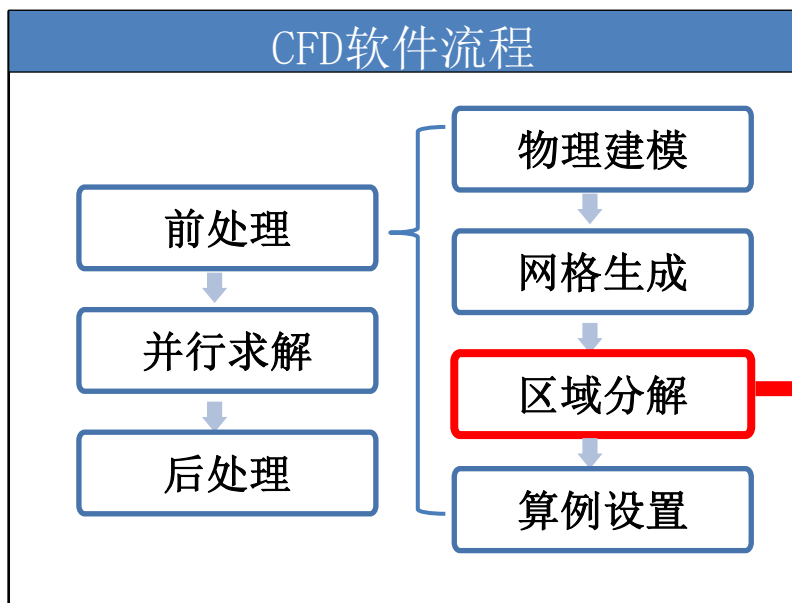 CFD软件流程
前处理
并行求解
后处理
物理建模
网格生成
区域分解
算例设置